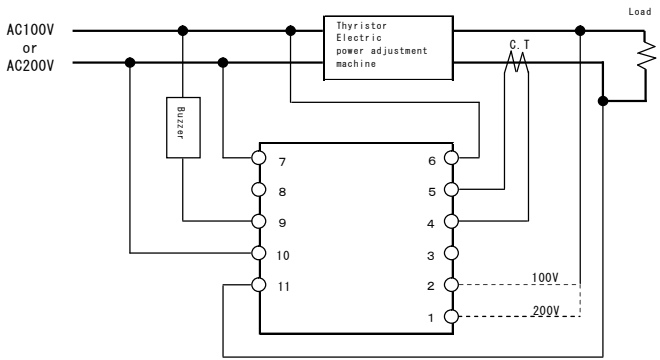 Load
AC100V
or
AC200V
Thyristor
Electric
power adjustment
machine
C.T
Buzzer
7
8
9
10
11
6
5
4
3
2
1
100V
200V